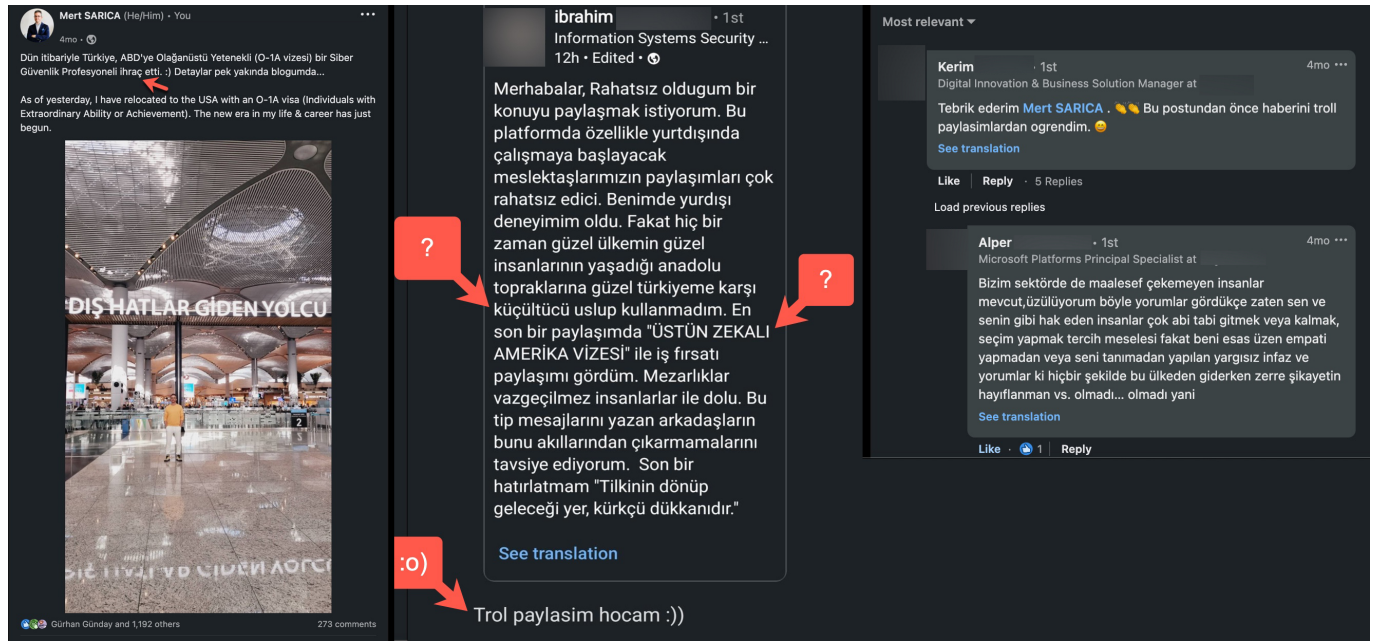 Mert SARICA (He/Him) • You
4mo •
Dün itibariyle Türkiye, ABD'ye Olağanüstü Yetenekli (O-1A vizesi) bir Siber
Güvenlik Profesyoneli ihraç etti. :) Detaylar pek yakında blogumda...
As of yesterday, I have relocated to the USA with an O-1A visa (Individuals with
Extraordinary Ability or Achievement). The new era in my life & career has just
begun.
DIŞ HATLAR GİDEN YOLCU
2
DIŞ HATLAR GİDEN YOLCU
Gürhan Günday and 1,192 others
273 comments
ibrahim • 1st
Information Systems Security ...
12h • Edited •
Merhabalar, Rahatsız oldugum bir
konuyu paylaşmak istiyorum. Bu
platformda özellikle yurtdışında
çalışmaya başlayacak
meslektaşlarımızın paylaşımları çok
rahatsız edici. Benimde yurdışı
deneyimim oldu. Fakat hiç bir
zaman güzel ülkemin güzel
insanlarının yaşadığı anadolu
topraklarına güzel türkiyeme karşı
küçültücü uslup kullanmadım. En
son bir paylaşımda "ÜSTÜN ZEKALI
AMERİKA VİZESİ" ile iş fırsatı
paylaşımı gördüm. Mezarlıklar
vazgeçilmez insanlarlar ile dolu. Bu
tip mesajlarını yazan arkadaşların
bunu akıllarından çıkarmamalarını
tavsiye ediyorum. Son bir
hatırlatmam "Tilkinin dönüp
geleceği yer, kürkçü dükkanıdır."
See translation
?
?
:o)
Trol paylasim hocam :))
Most relevant
Kerim • 1st
4mo
Digital Innovation & Business Solution Manager at
Tebrik ederim Mert SARICA . 👏👏 Bu postundan önce haberini troll
paylasimlardan ogrendim. 😄
See translation
Like | Reply · 5 Replies
Load previous replies
Alper • 1st
4mo
Microsoft Platforms Principal Specialist at
Bizim sektörde de maalesef çekemeyen insanlar
mevcut,üzülüyorum böyle yorumlar gördükçe zaten sen ve
senin gibi hak eden insanlar çok abi tabi gitmek veya kalmak,
seçim yapmak tercih meselesi fakat beni esas üzen empati
yapmadan veya seni tanımadan yapılan yargısız infaz ve
yorumlar ki hiçbir şekilde bu ülkeden giderken zerre şikayetin
hayıflanman vs. olmadı... olmadı yani
See translation
Like · 1 | Reply